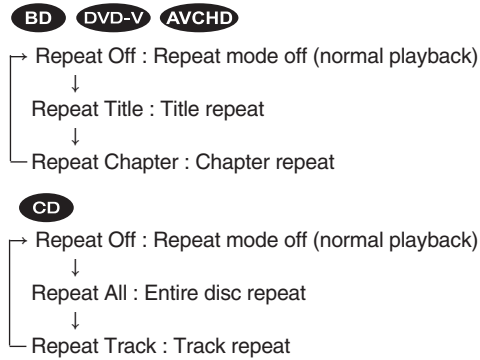 BD DVD-V AVCHD
→ Repeat Off : Repeat mode off (normal playback)
↓
Repeat Title : Title repeat
↓
Repeat Chapter : Chapter repeat
CD
→ Repeat Off : Repeat mode off (normal playback)
↓
Repeat All : Entire disc repeat
↓
Repeat Track : Track repeat